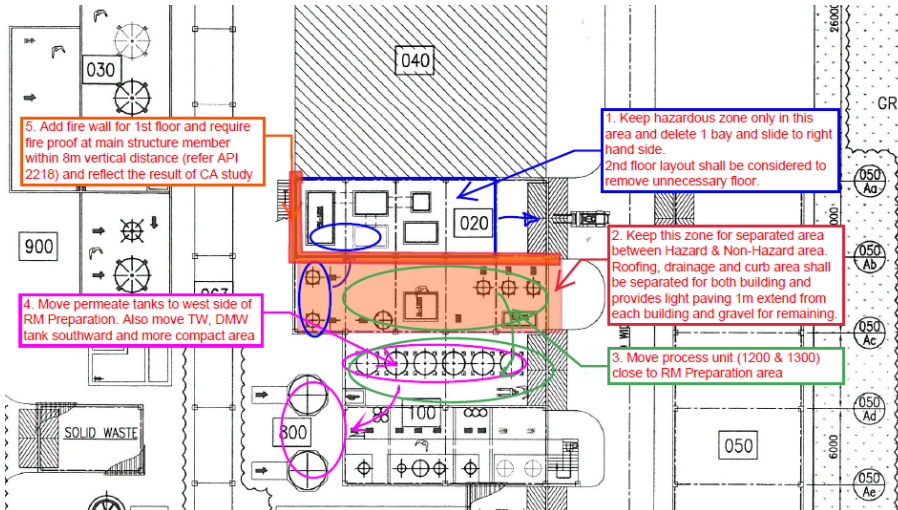 26000
040
030
GR
5. Add fire wall for 1st floor and require
fire proof at main structure member
within 8m vertical distance (refer API
2218) and reflect the result of CA study
1. Keep hazardous zone only in this
area and delete 1 bay and slide to right
hand side.
2nd floor layout shall be considered to
remove unnecessary floor.
050
Aa
020
900
2. Keep this zone for separated area
between Hazard & Non-Hazard area.
Roofing, drainage and curb area shall
be separated for both building and
provides light paving 1m extend from
each building and gravel for remaining.
050
Ab
4. Move permeate tanks to west side of
RM Preparation. Also move TW, DMW
tank southward and more compact area
050
Ac
3. Move process unit (1200 & 1300)
close to RM Preparation area
050
Ad
100
800
SOLID WASTE
050
6000
050
Ae